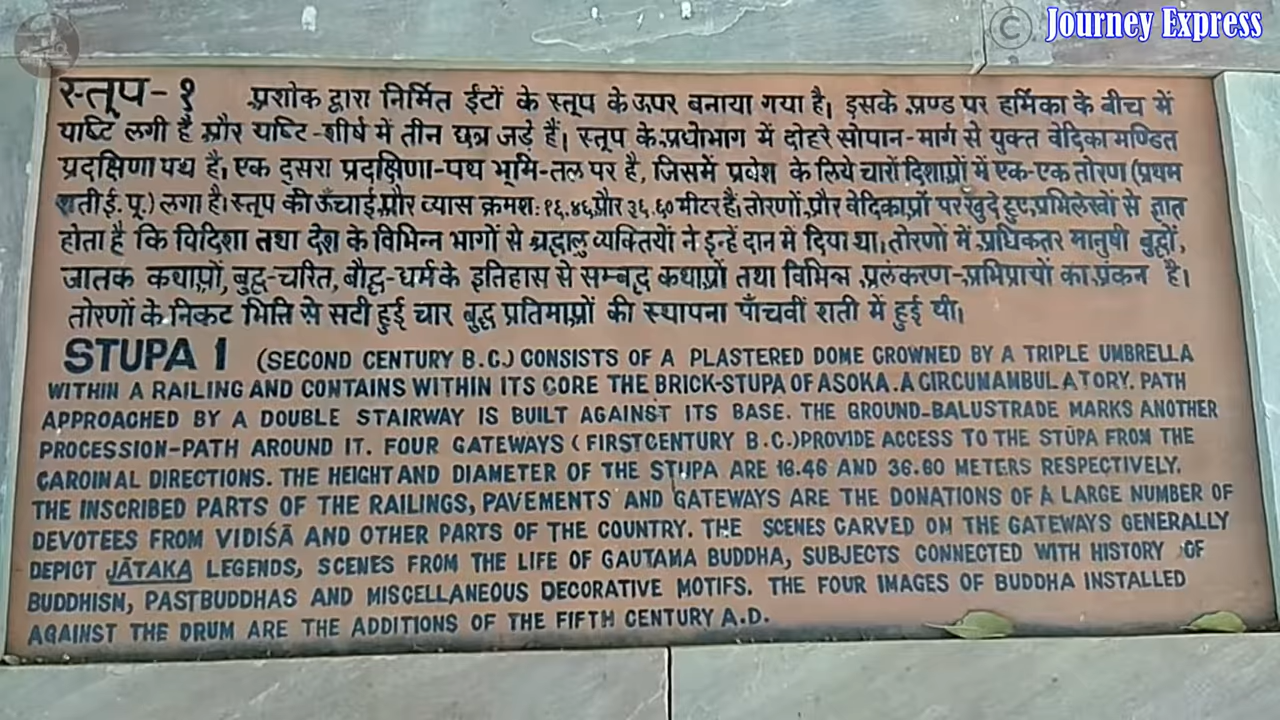 © Journey Express
स्तूप-१ अशोक द्वारा निर्मित ईटों के स्तूप के ऊपर बनाया गया है। इसके अण्ड पर हर्मिका के बीच में
यष्टि लगी है और यष्टि-शीर्ष में तीन छत्र जड़े हैं। स्तूप के अधोभाग में दोहरे सोपान-मार्ग से युक्त वेदिका मण्डित
प्रदक्षिणा पथ है। एक दूसरा प्रदक्षिणा-पथ भूमि-तल पर है, जिसमें प्रवेश के लिये चारों दिशाओं में एक-एक तोरण (प्रथम
शती ई. पू.) लगा है। स्तूप की ऊँचाई और व्यास क्रमश: १६.४६ और ३६.६० मीटर है। तोरणों और वेदिकाओं पर खुदे हुए अभिलेखों से ज्ञात
होता है कि विदिशा तथा देश के विभिन्न भागों से श्रद्धालु व्यक्तियों ने इन्हें दान में दिया था। तोरणों में अधिकतर मानुषी बुद्धों,
जातक कथाओं, बुद्ध-चरित, बौद्ध-धर्म के इतिहास से सम्बद्ध कथाओं तथा विभिन्न अलंकरण-अभिप्रायों का अंकन है।
तोरणों के निकट भित्ति से सटी हुई चार बुद्ध प्रतिमाओं की स्थापना पाँचवीं शती में हुई थी।
STUPA 1 (SECOND CENTURY B.C.) CONSISTS OF A PLASTERED DOME CROWNED BY A TRIPLE UMBRELLA
WITHIN A RAILING AND CONTAINS WITHIN ITS CORE THE BRICK-STUPA OF ASOKA. A CIRCUMAMBULATORY. PATH
APPROACHED BY A DOUBLE STAIRWAY IS BUILT AGAINST ITS BASE. THE GROUND-BALUSTRADE MARKS ANOTHER
PROCESSION-PATH AROUND IT. FOUR GATEWAYS (FIRST CENTURY B.C.) PROVIDE ACCESS TO THE STŪPA FROM THE
CAROINAL DIRECTIONS. THE HEIGHT AND DIAMETER OF THE STUPA ARE 16.46 AND 36.60 METERS RESPECTIVELY.
THE INSCRIBED PARTS OF THE RAILINGS, PAVEMENTS AND GATEWAYS ARE THE DONATIONS OF A LARGE NUMBER OF
DEVOTEES FROM VIDIŚĀ AND OTHER PARTS OF THE COUNTRY. THE SCENES CARVED ON THE GATEWAYS GENERALLY
DEPICT JĀTAKA LEGENDS, SCENES FROM THE LIFE OF GAUTAMA BUDDHA, SUBJECTS CONNECTED WITH HISTORY OF
BUDDHISM, PAST BUDDHAS AND MISCELLANEOUS DECORATIVE MOTIFS. THE FOUR IMAGES OF BUDDHA INSTALLED
AGAINST THE DRUM ARE THE ADDITIONS OF THE FIFTH CENTURY A.D.